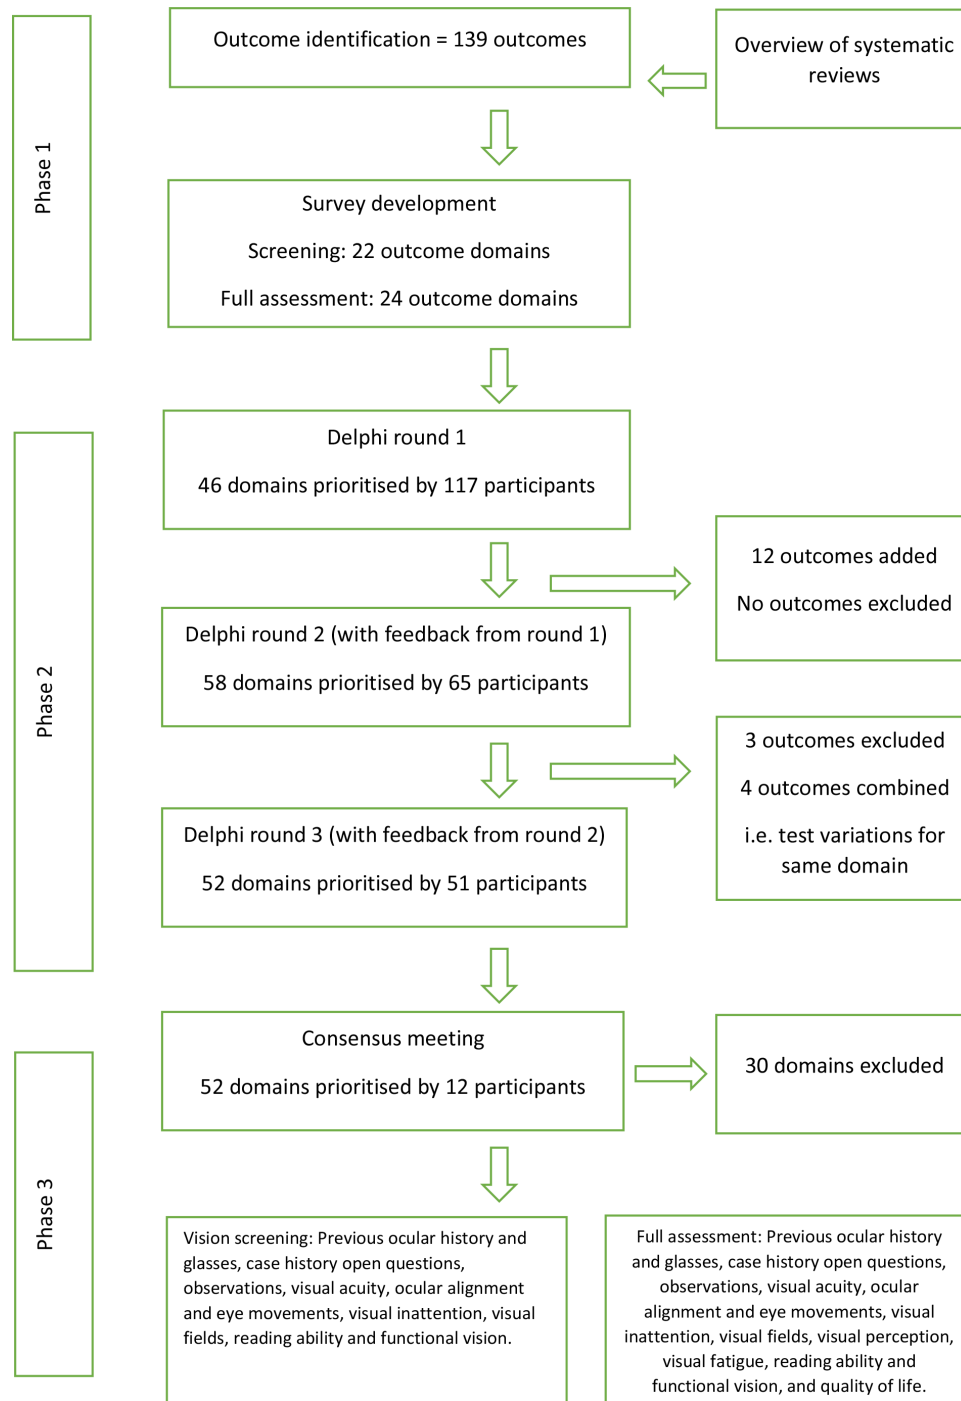 Phase 1
Outcome identification = 139 outcomes
Overview of systematic
reviews
Survey development
Screening: 22 outcome domains
Full assessment: 24 outcome domains
Phase 2
Delphi round 1
46 domains prioritised by 117 participants
12 outcomes added
No outcomes excluded
Delphi round 2 (with feedback from round 1)
58 domains prioritised by 65 participants
3 outcomes excluded
4 outcomes combined
i.e. test variations for
same domain
Delphi round 3 (with feedback from round 2)
52 domains prioritised by 51 participants
Phase 3
Consensus meeting
52 domains prioritised by 12 participants
30 domains excluded
Vision screening: Previous ocular history and
glasses, case history open questions,
observations, visual acuity, ocular alignment
and eye movements, visual inattention, visual
fields, reading ability and functional vision.
Full assessment: Previous ocular history
and glasses, case history open questions,
observations, visual acuity, ocular
alignment and eye movements, visual
inattention, visual fields, visual perception,
visual fatigue, reading ability and
functional vision, and quality of life.